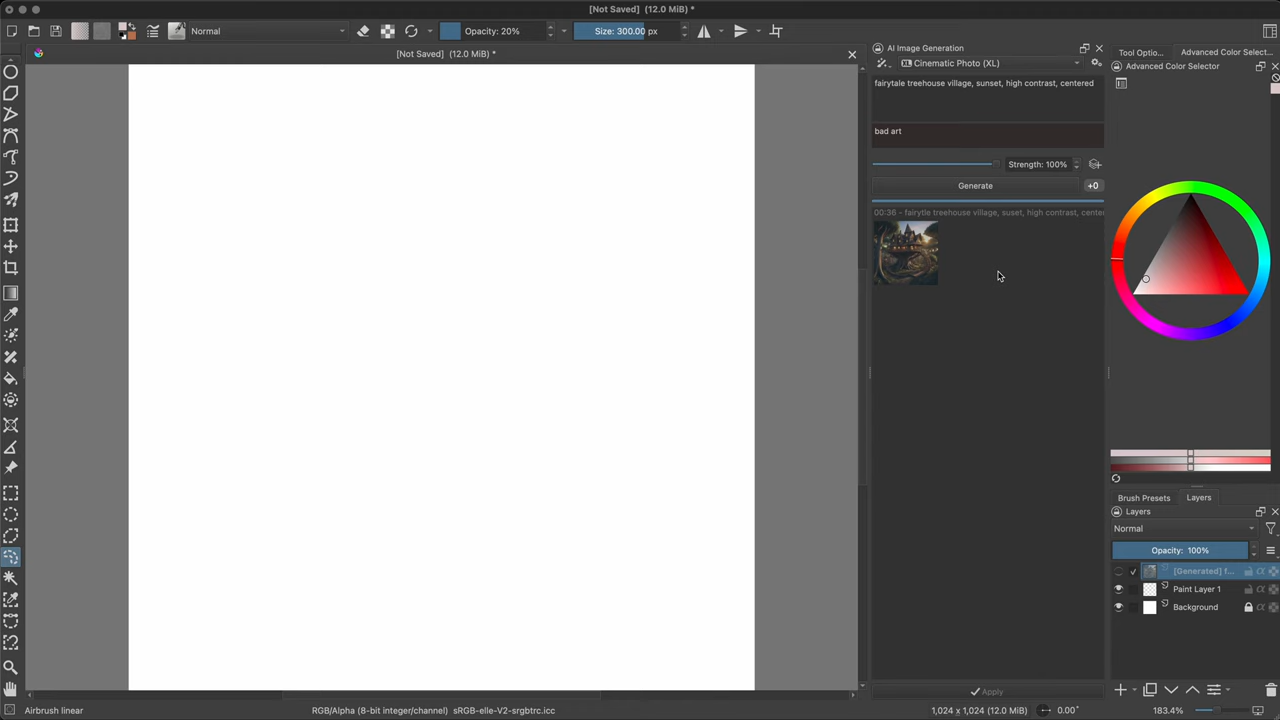 [Not Saved] (12.0 MiB) *
Normal
Opacity: 20%
Size: 300.00 px
[Not Saved] (12.0 MiB) *
AI Image Generation
Tool Optio...
Advanced Color Select...
Cinematic Photo (XL)
Advanced Color Selector
fairytale treehouse village, sunset, high contrast, centered
bad art
Strength: 100%
Generate
+0
00:36 - fairytle treehouse village, suset, high contrast, center
Brush Presets
Layers
Layers
Normal
Opacity: 100%
[Generated] f...
Paint Layer 1
Background
Apply
Airbrush linear
RGB/Alpha (8-bit integer/channel) sRGB-elle-V2-srgbtrc.icc
1,024 x 1,024 (12.0 MiB)
0.00°
183.4%